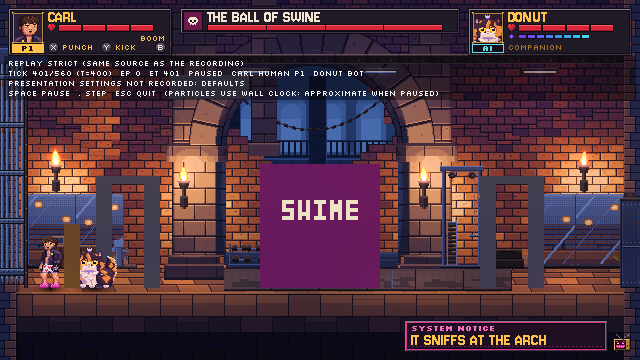 CARL
P1
X PUNCH Y KICK
BOOM
B
THE BALL OF SWINE
DONUT
AI
COMPANION
REPLAY STRICT (SAME SOURCE AS THE RECORDING)
TICK 401/560 (T=400) EP 0 ET 401 PAUSED CARL HUMAN P1 DONUT BOT
PRESENTATION SETTINGS NOT RECORDED: DEFAULTS
SPACE PAUSE . STEP ESC QUIT (PARTICLES USE WALL CLOCK: APPROXIMATE WHEN PAUSED)
SWINE
SYSTEM NOTICE
IT SNIFFS AT THE ARCH